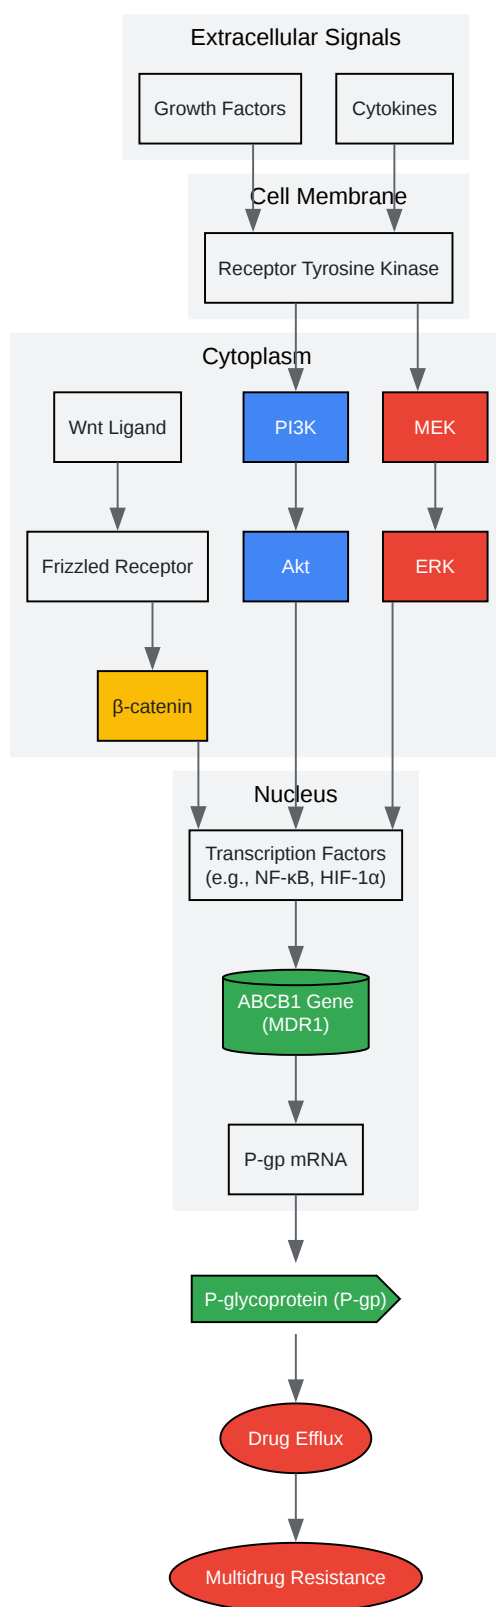 Extracellular Signals
Growth Factors
Cytokines
Cell Membrane
Receptor Tyrosine Kinase
Cytoplasm
Wnt Ligand
PI3K
MEK
Frizzled Receptor
Akt
ERK
β-catenin
Nucleus
Transcription Factors
(e.g., NF-κB, HIF-1α)
ABCB1 Gene
(MDR1)
P-gp mRNA
P-glycoprotein (P-gp)
Drug Efflux
Multidrug Resistance